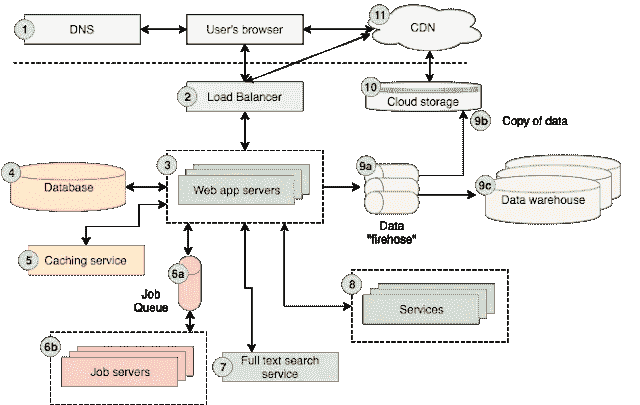 1
DNS
User's browser
11
CDN
2
Load Balancer
10
Cloud storage
9b
Copy of data
3
Web app servers
4
Database
9a
Data
"firehose"
9c
Data warehouse
5
Caching service
6a
Job
Queue
8
Services
6b
Job servers
7
Full text search
service